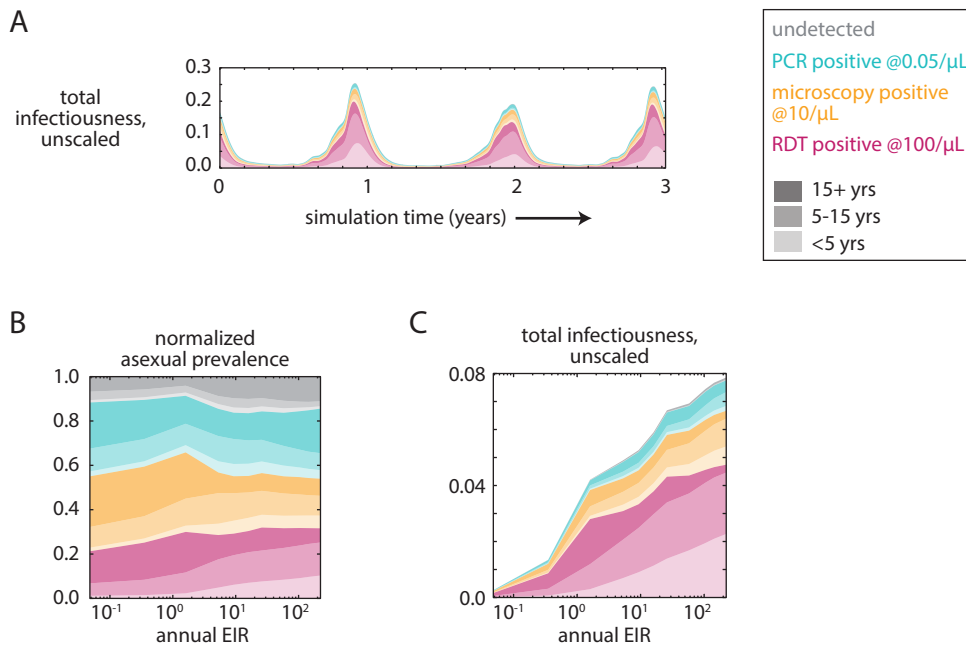 A
total
infectiousness,
unscaled
0.3
0.2
0.1
0.0
0 1 2 3
simulation time (years)
undetected
PCR positive @0.05/µL
microscopy positive
@10/µL
RDT positive @100/µL
15+ yrs
5-15 yrs
<5 yrs
B
normalized
asexual prevalence
1.0
0.8
0.6
0.4
0.2
0.0
10⁻¹ 10⁰ 10¹ 10²
annual EIR
C
total infectiousness,
unscaled
0.08
0.04
0.0
10⁻¹ 10⁰ 10¹ 10²
annual EIR